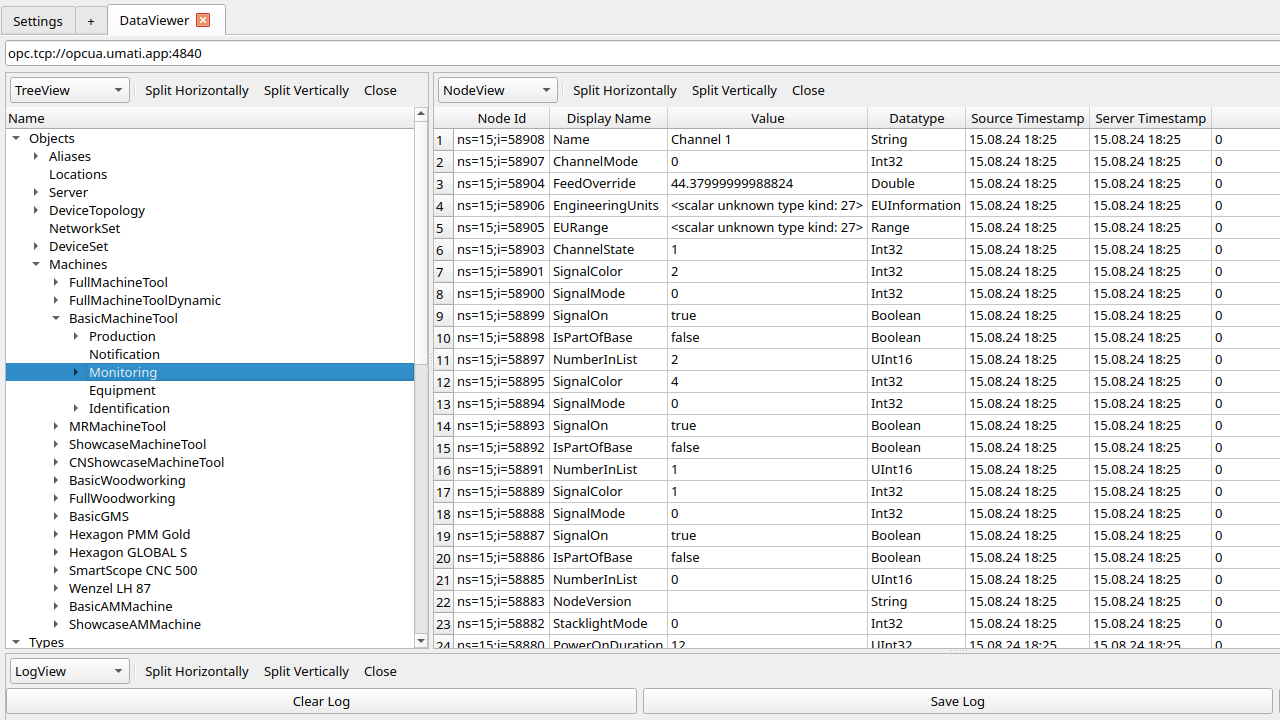 Settings + DataViewer
opc.tcp://opcua.umati.app:4840
TreeView Split Horizontally Split Vertically Close
Name
Objects
Aliases
Locations
Server
DeviceTopology
NetworkSet
DeviceSet
Machines
FullMachineTool
FullMachineToolDynamic
BasicMachineTool
Production
Notification
Monitoring
Equipment
Identification
MRMachineTool
ShowcaseMachineTool
CNShowcaseMachineTool
BasicWoodworking
FullWoodworking
BasicGMS
Hexagon PMM Gold
Hexagon GLOBAL S
SmartScope CNC 500
Wenzel LH 87
BasicAMMachine
ShowcaseAMMachine
Types
NodeView Split Horizontally Split Vertically Close
Node Id Display Name Value Datatype Source Timestamp Server Timestamp
1 ns=15;i=58908 Name Channel 1 String 15.08.24 18:25 15.08.24 18:25 0
2 ns=15;i=58907 ChannelMode 0 Int32 15.08.24 18:25 15.08.24 18:25 0
3 ns=15;i=58904 FeedOverride 44.37999999988824 Double 15.08.24 18:25 15.08.24 18:25 0
4 ns=15;i=58906 EngineeringUnits <scalar unknown type kind: 27> EUInformation 15.08.24 18:25 15.08.24 18:25 0
5 ns=15;i=58905 EURange <scalar unknown type kind: 27> Range 15.08.24 18:25 15.08.24 18:25 0
6 ns=15;i=58903 ChannelState 1 Int32 15.08.24 18:25 15.08.24 18:25 0
7 ns=15;i=58901 SignalColor 2 Int32 15.08.24 18:25 15.08.24 18:25 0
8 ns=15;i=58900 SignalMode 0 Int32 15.08.24 18:25 15.08.24 18:25 0
9 ns=15;i=58899 SignalOn true Boolean 15.08.24 18:25 15.08.24 18:25 0
10 ns=15;i=58898 IsPartOfBase false Boolean 15.08.24 18:25 15.08.24 18:25 0
11 ns=15;i=58897 NumberInList 2 UInt16 15.08.24 18:25 15.08.24 18:25 0
12 ns=15;i=58895 SignalColor 4 Int32 15.08.24 18:25 15.08.24 18:25 0
13 ns=15;i=58894 SignalMode 0 Int32 15.08.24 18:25 15.08.24 18:25 0
14 ns=15;i=58893 SignalOn true Boolean 15.08.24 18:25 15.08.24 18:25 0
15 ns=15;i=58892 IsPartOfBase false Boolean 15.08.24 18:25 15.08.24 18:25 0
16 ns=15;i=58891 NumberInList 1 UInt16 15.08.24 18:25 15.08.24 18:25 0
17 ns=15;i=58889 SignalColor 1 Int32 15.08.24 18:25 15.08.24 18:25 0
18 ns=15;i=58888 SignalMode 0 Int32 15.08.24 18:25 15.08.24 18:25 0
19 ns=15;i=58887 SignalOn true Boolean 15.08.24 18:25 15.08.24 18:25 0
20 ns=15;i=58886 IsPartOfBase false Boolean 15.08.24 18:25 15.08.24 18:25 0
21 ns=15;i=58885 NumberInList 0 UInt16 15.08.24 18:25 15.08.24 18:25 0
22 ns=15;i=58883 NodeVersion String 15.08.24 18:25 15.08.24 18:25 0
23 ns=15;i=58882 StacklightMode 0 Int32 15.08.24 18:25 15.08.24 18:25 0
24 ns=15;i=58880 PowerOnDuration 12 UInt32 15.08.24 18:25 15.08.24 18:25 0
LogView Split Horizontally Split Vertically Close
Clear Log Save Log